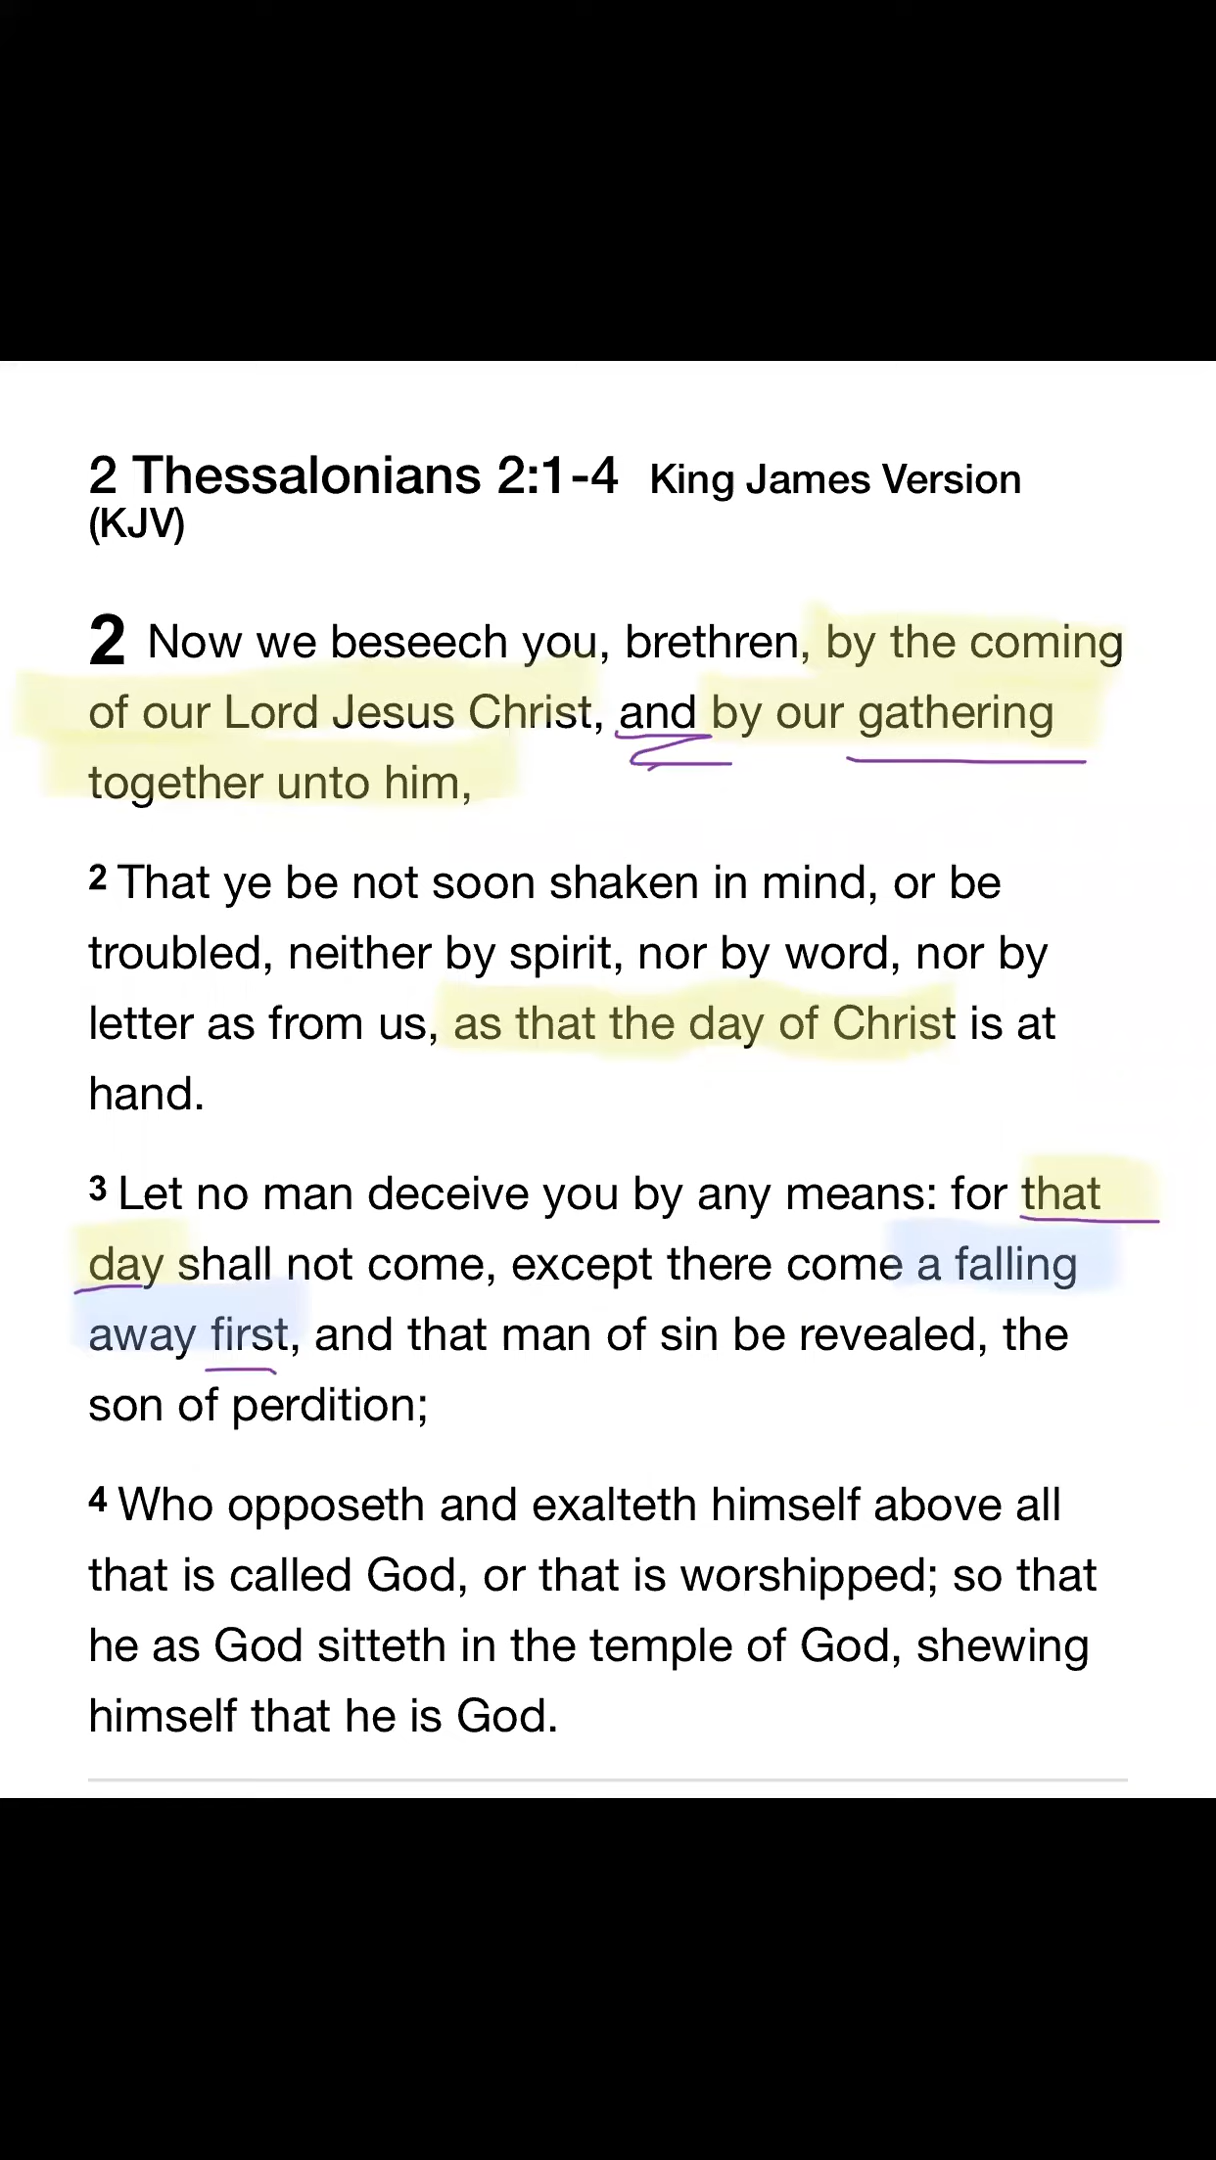 2 Thessalonians 2:1-4 King James Version
(KJV)
2 Now we beseech you, brethren, by the coming
of our Lord Jesus Christ, and by our gathering
together unto him,
2 That ye be not soon shaken in mind, or be
troubled, neither by spirit, nor by word, nor by
letter as from us, as that the day of Christ is at
hand.
3 Let no man deceive you by any means: for that
day shall not come, except there come a falling
away first, and that man of sin be revealed, the
son of perdition;
4 Who opposeth and exalteth himself above all
that is called God, or that is worshipped; so that
he as God sitteth in the temple of God, shewing
himself that he is God.